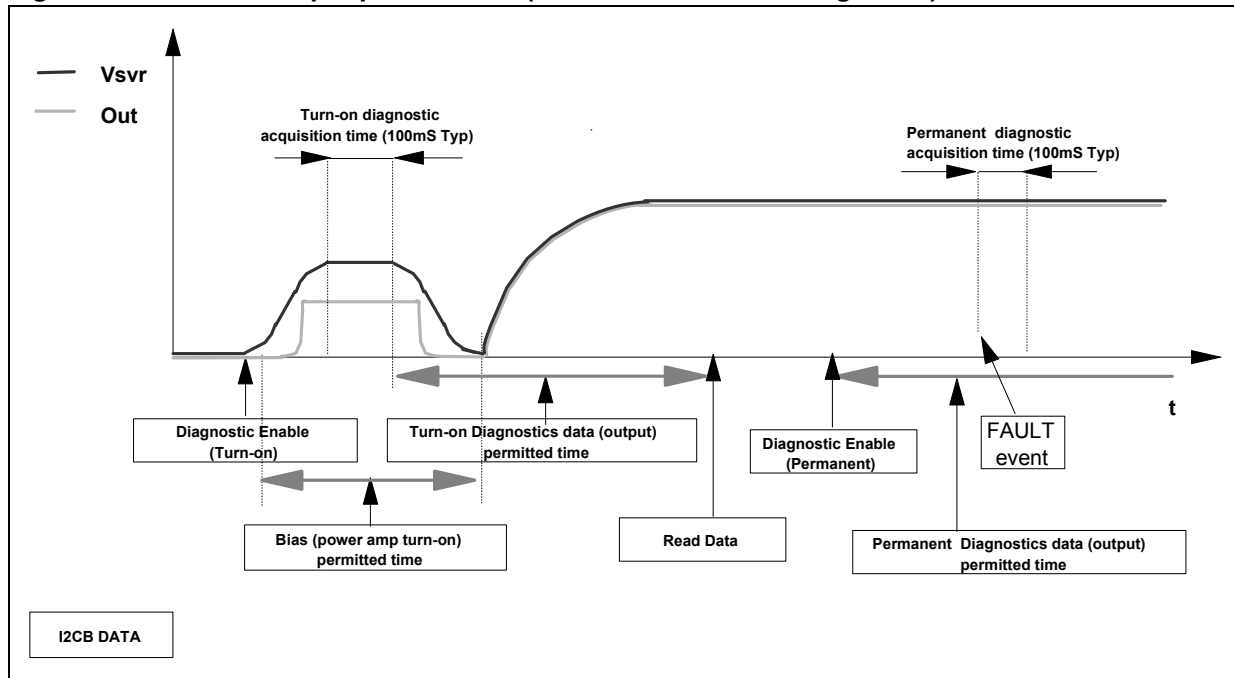 Vsvr
Out
Turn-on diagnostic
acquisition time (100mS Typ)
Permanent diagnostic
acquisition time (100mS Typ)
t
Diagnostic Enable
(Turn-on)
Turn-on Diagnostics data (output)
permitted time
Diagnostic Enable
(Permanent)
FAULT
event
Bias (power amp turn-on)
permitted time
Read Data
Permanent Diagnostics data (output)
permitted time
I2CB DATA